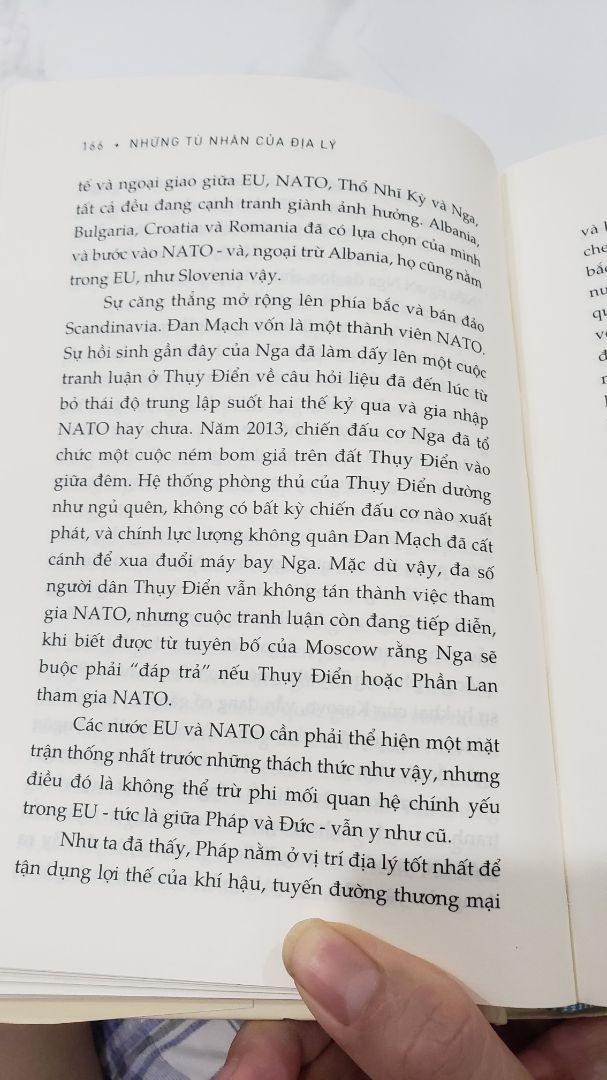 166 • NHỮNG TÙ NHÂN CỦA ĐỊA LÝ
tế và ngoại giao giữa EU, NATO, Thổ Nhĩ Kỳ và Nga,
tất cả đều đang cạnh tranh giành ảnh hưởng. Albania,
Bulgaria, Croatia và Romania đã có lựa chọn của mình
và bước vào NATO - và, ngoại trừ Albania, họ cũng nằm
trong EU, như Slovenia vậy.
Sự căng thẳng mở rộng lên phía bắc và bán đảo
Scandinavia. Đan Mạch vốn là một thành viên NATO.
Sự hồi sinh gần đây của Nga đã làm dấy lên một cuộc
tranh luận ở Thụy Điển về câu hỏi liệu đã đến lúc từ
bỏ thái độ trung lập suốt hai thế kỷ qua và gia nhập
NATO hay chưa. Năm 2013, chiến đấu cơ Nga đã tổ
chức một cuộc ném bom giả trên đất Thụy Điển vào
giữa đêm. Hệ thống phòng thủ của Thụy Điển dường
như ngủ quên, không có bất kỳ chiến đấu cơ nào xuất
phát, và chính lực lượng không quân Đan Mạch đã cất
cánh để xua đuổi máy bay Nga. Mặc dù vậy, đa số
người dân Thụy Điển vẫn không tán thành việc tham
gia NATO, nhưng cuộc tranh luận còn đang tiếp diễn,
khi biết được từ tuyên bố của Moscow rằng Nga sẽ
buộc phải “đáp trả” nếu Thụy Điển hoặc Phần Lan
tham gia NATO.
Các nước EU và NATO cần phải thể hiện một mặt
trận thống nhất trước những thách thức như vậy, nhưng
điều đó là không thể trừ phi mối quan hệ chính yếu
trong EU - tức là giữa Pháp và Đức - vẫn y như cũ.
Như ta đã thấy, Pháp nằm ở vị trí địa lý tốt nhất để
tận dụng lợi thế của khí hậu, tuyến đường thương mại